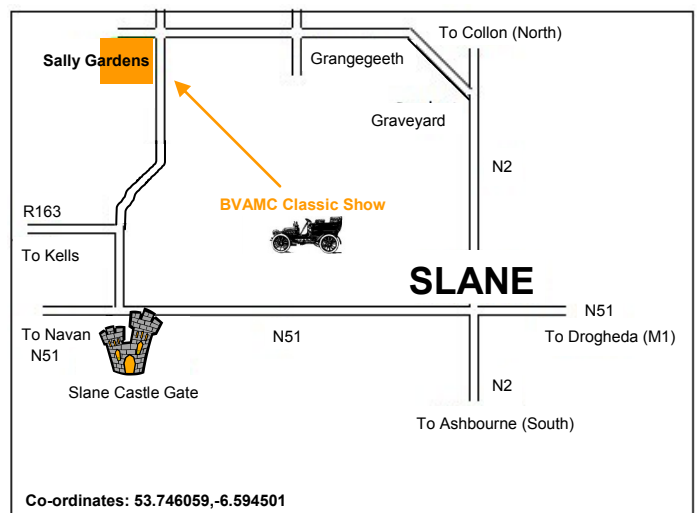 To Collon (North)
Sally Gardens
Grangegeeth
Graveyard
N2
BVAMC Classic Show
R163
To Kells
SLANE
N51
To Navan
N51
N51
To Drogheda (M1)
Slane Castle Gate
N2
To Ashbourne (South)
Co-ordinates: 53.746059,-6.594501